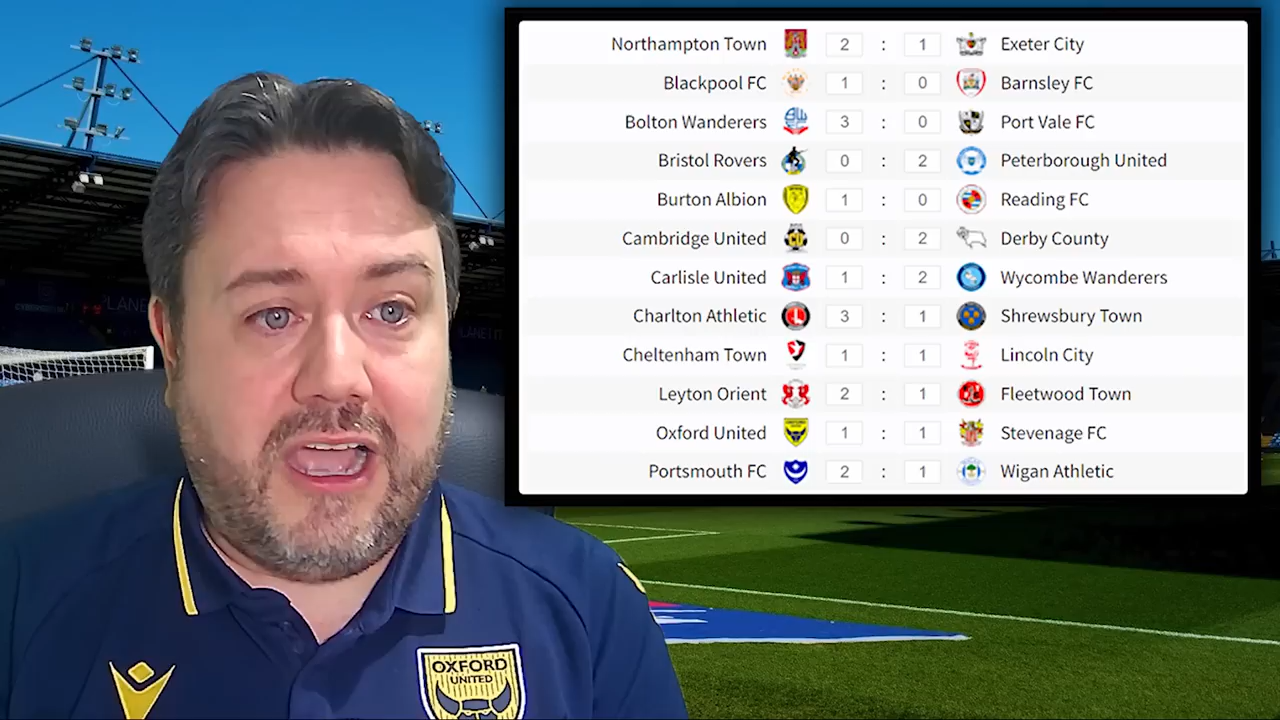 Northampton Town 2 : 1 Exeter City
Blackpool FC 1 : 0 Barnsley FC
Bolton Wanderers 3 : 0 Port Vale FC
Bristol Rovers 0 : 2 Peterborough United
Burton Albion 1 : 0 Reading FC
Cambridge United 0 : 2 Derby County
Carlisle United 1 : 2 Wycombe Wanderers
Charlton Athletic 3 : 1 Shrewsbury Town
Cheltenham Town 1 : 1 Lincoln City
Leyton Orient 2 : 1 Fleetwood Town
Oxford United 1 : 1 Stevenage FC
Portsmouth FC 2 : 1 Wigan Athletic
OXFORD
UNITED